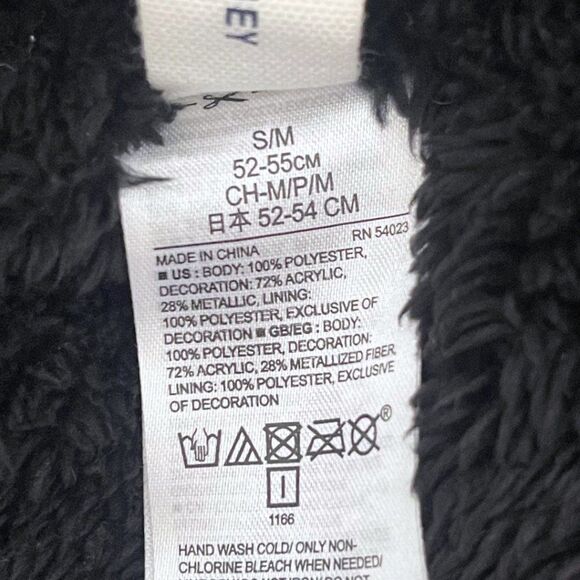 EY
S/M
52-55CM
CH-M/P/M
日本 52-54 CM
RN 54023
MADE IN CHINA
■ US : BODY: 100% POLYESTER,
DECORATION: 72% ACRYLIC,
28% METALLIC, LINING:
100% POLYESTER, EXCLUSIVE OF
DECORATION ■ GB/EG : BODY:
100% POLYESTER, DECORATION:
72% ACRYLIC, 28% METALLIZED FIBER,
LINING: 100% POLYESTER, EXCLUSIVE
OF DECORATION
®
I
1166
HAND WASH COLD/ ONLY NON-
CHLORINE BLEACH WHEN NEEDED/